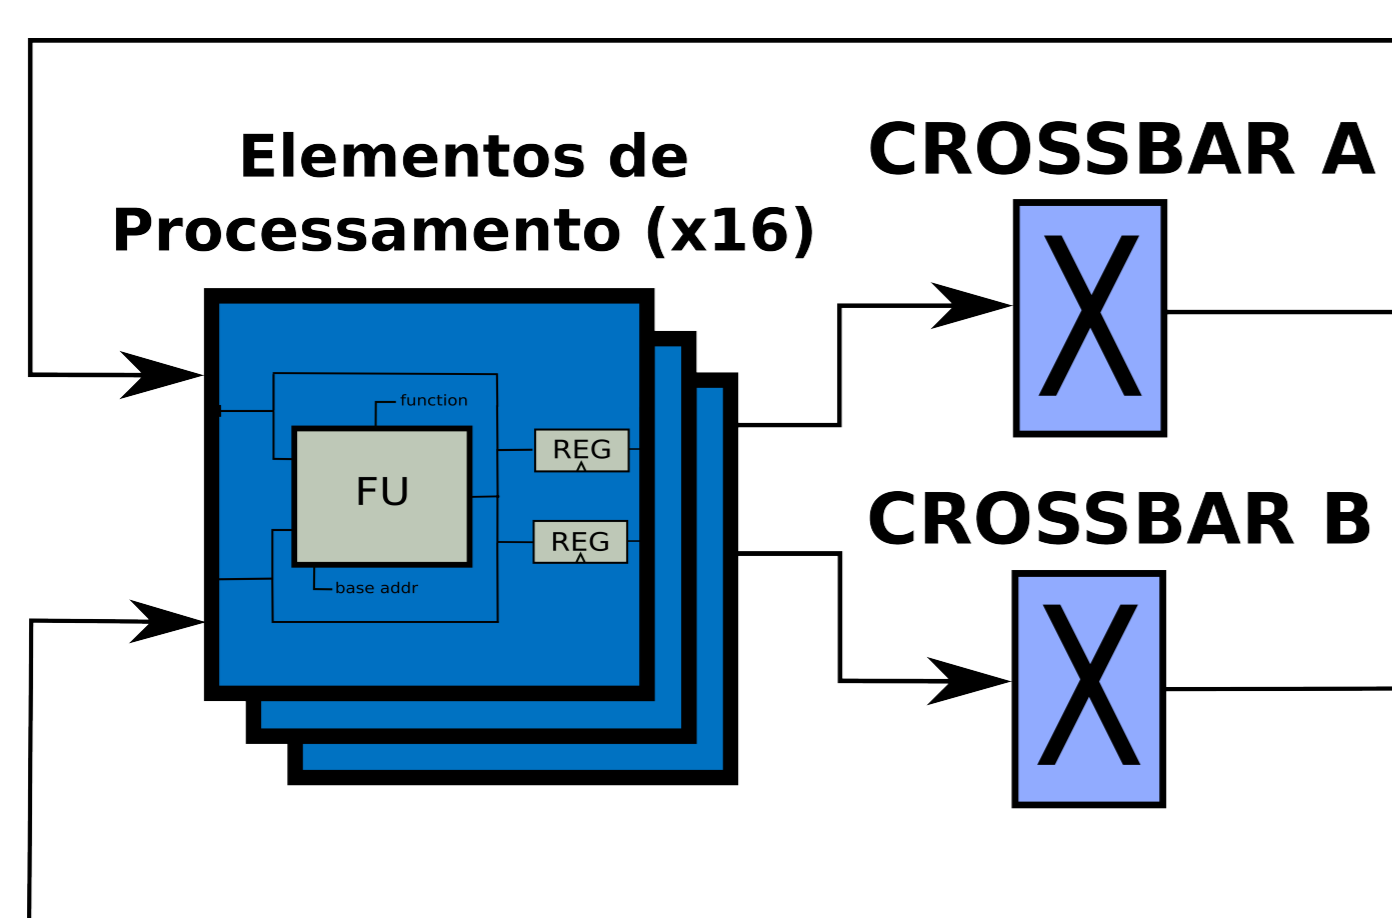 Elementos de
Processamento (x16)
CROSSBAR A
X
function
FU
REG
REG
base addr
CROSSBAR B
X